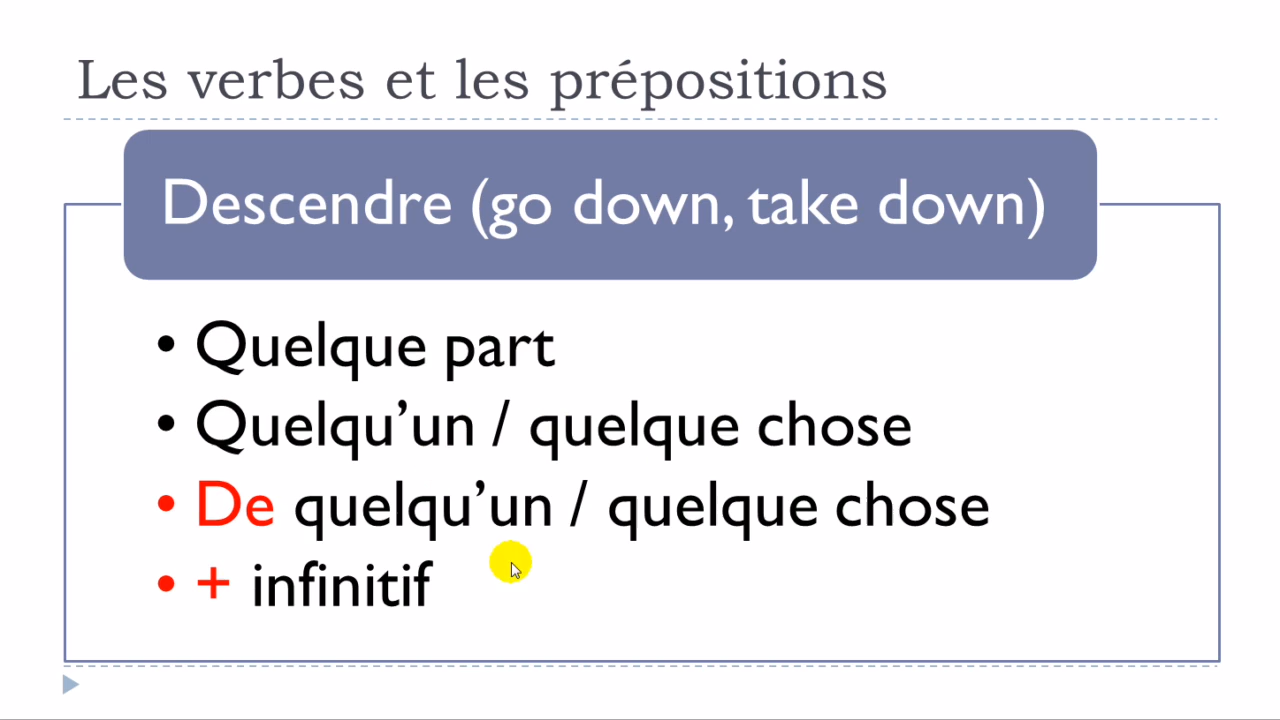 Les verbes et les prépositions
Descendre (go down, take down)
• Quelque part
• Quelqu’un / quelque chose
• De quelqu’un / quelque chose
• + infinitif